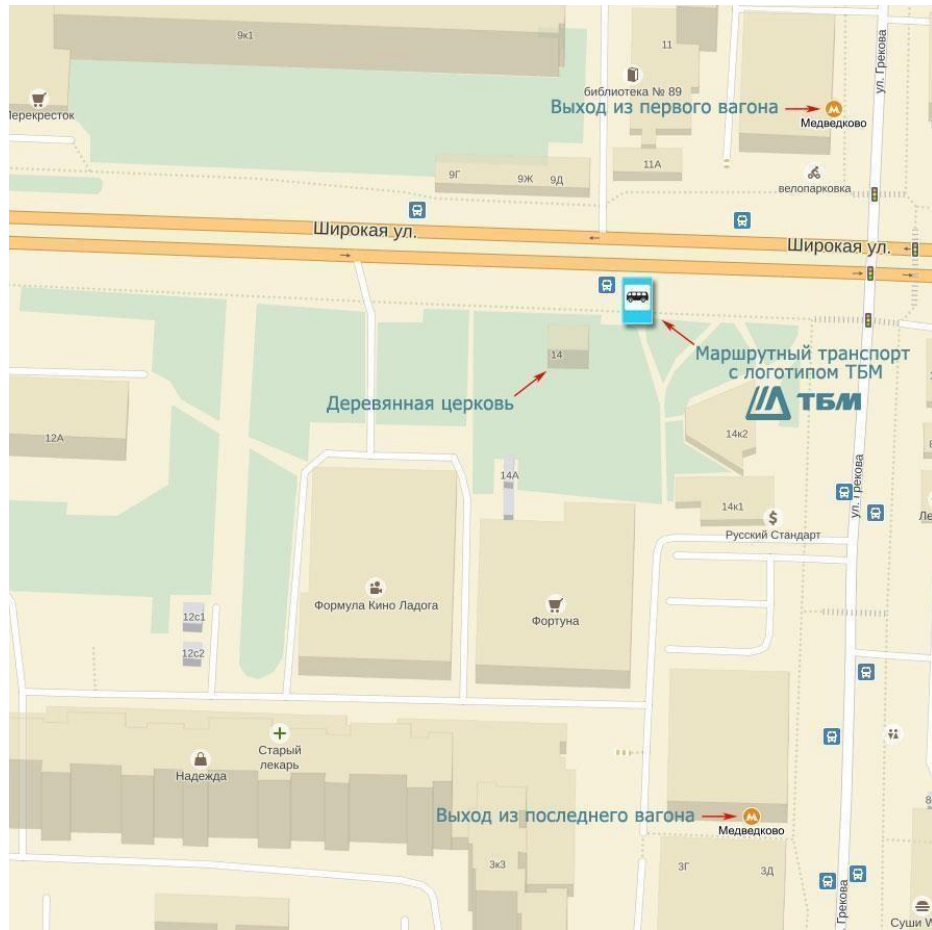 9к1
11
ул. Грекова
библиотека № 89
Перекресток
Выход из первого вагона
Медведково
11А
9Г
9Ж
9Д
велопарковка
Широкая ул.
Широкая ул.
14
Маршрутный транспорт
с логотипом ТБМ
ТБМ
Деревянная церковь
12А
14к2
14А
14к1
ул. Грекова
Русский Стандарт
Формула Кино Ладога
Фортуна
12с1
12с2
Старый
лекарь
Надежда
Выход из последнего вагона
Медведково
3к3
3Г
3Д
Грекова
Суши W